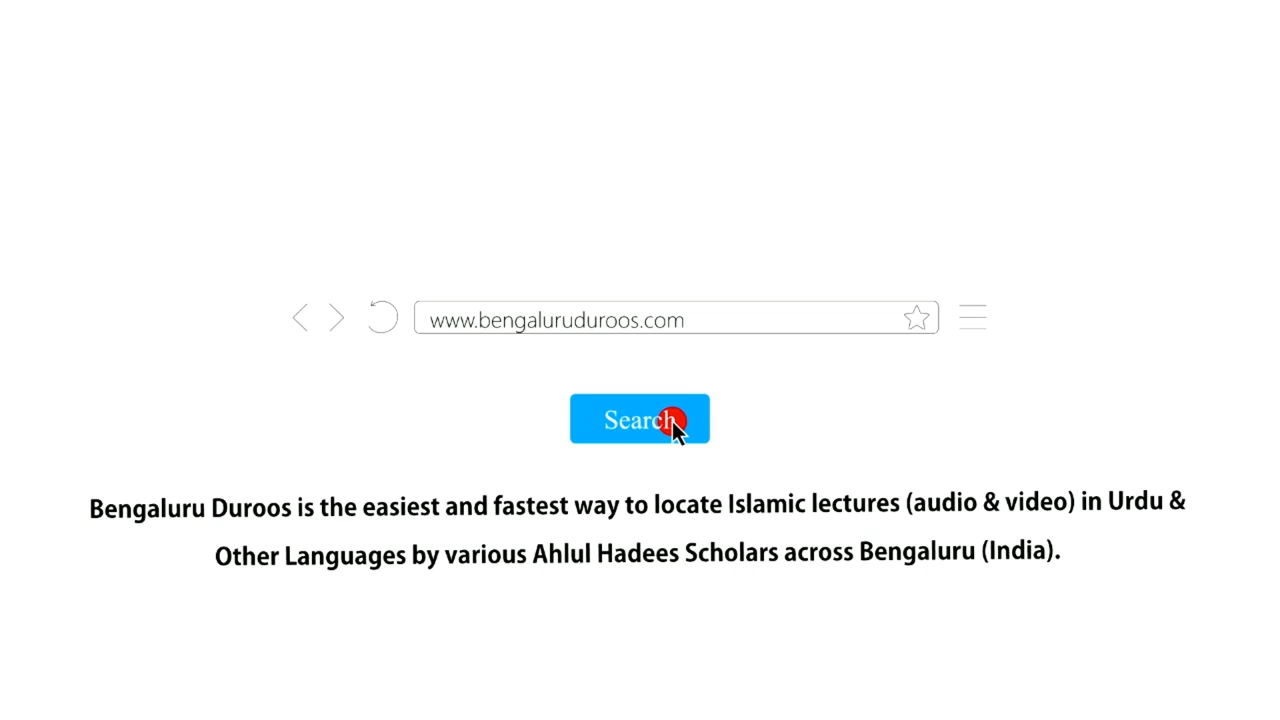 www.bengaluruduroos.com
Search
Bengaluru Duroos is the easiest and fastest way to locate Islamic lectures (audio & video) in Urdu &
Other Languages by various Ahlul Hadees Scholars across Bengaluru (India).